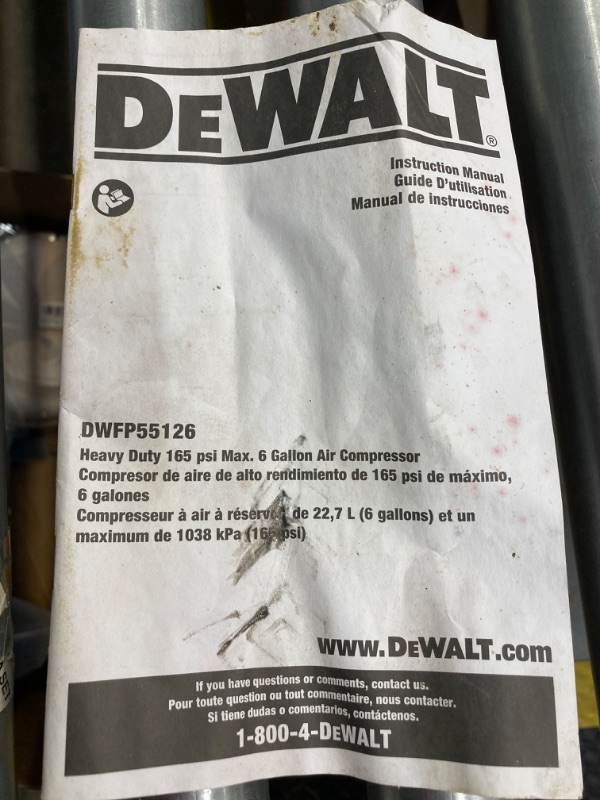 DEWALT®
Instruction Manual
Guide D'utilisation
Manual de instrucciones
DWFP55126
Heavy Duty 165 psi Max. 6 Gallon Air Compressor
Compresor de aire de alto rendimiento de 165 psi de máximo,
6 galones
Compresseur à air à réservoir de 22,7 L (6 gallons) et un
maximum de 1038 kPa (165 psi)
www.DEWALT.com
If you have questions or comments, contact us.
Pour toute question ou tout commentaire, nous contacter.
Si tiene dudas o comentarios, contáctenos.
1-800-4-DEWALT